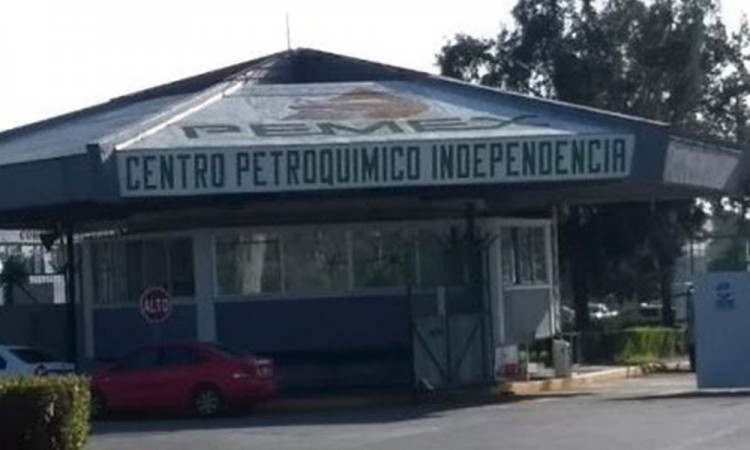 PEMEX
CENTRO PETROQUIMICO INDEPENDENCIA
ALTO